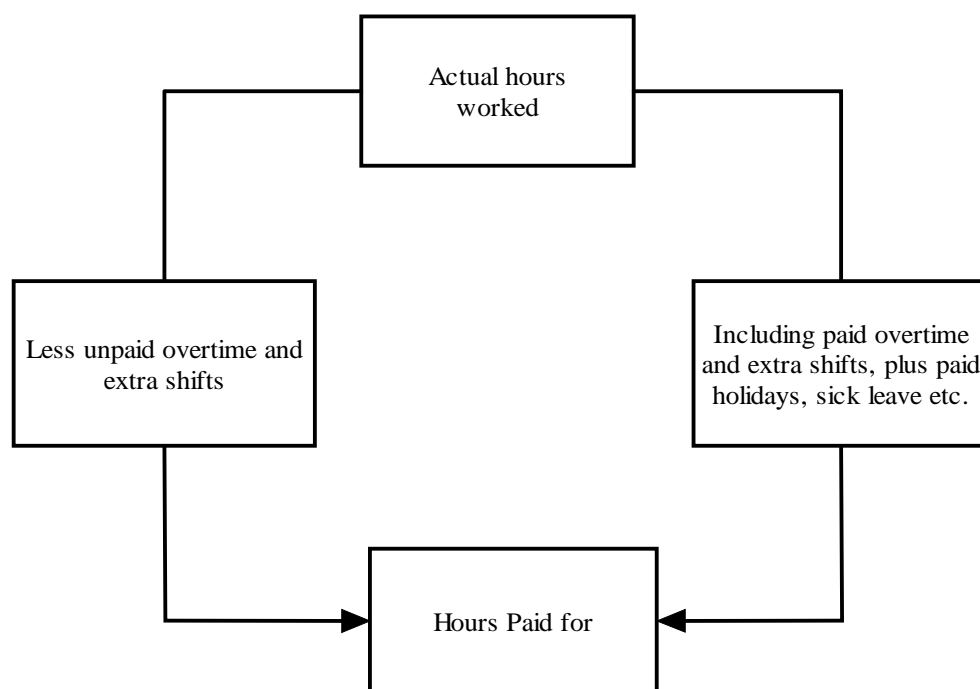 Actual hours
worked
Less unpaid overtime and
extra shifts
Including paid overtime
and extra shifts, plus paid
holidays, sick leave etc.
Hours Paid for